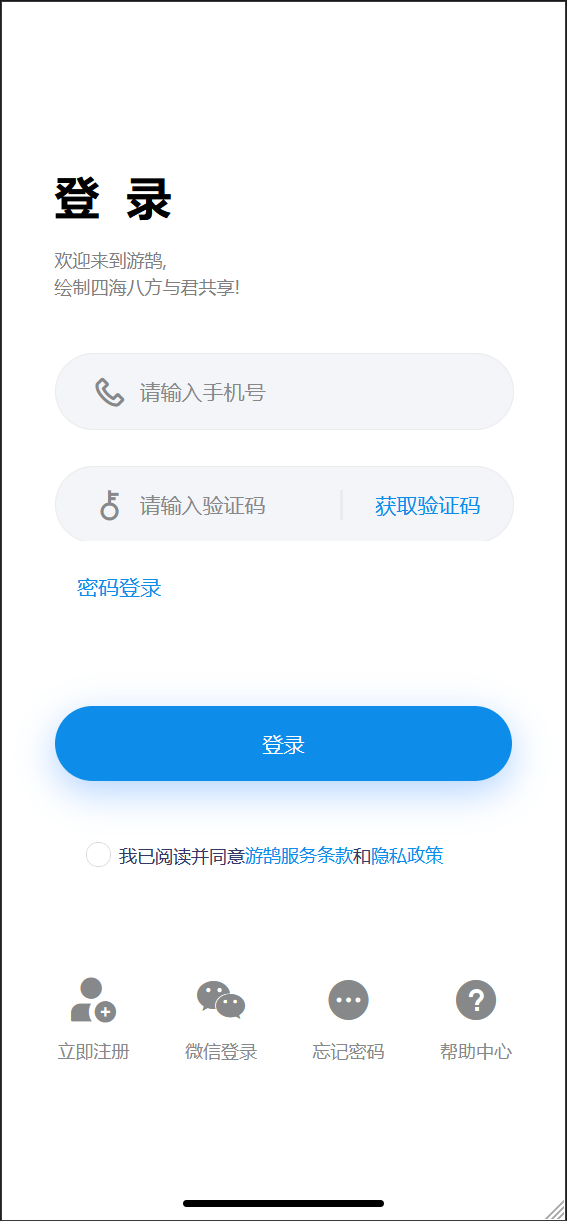 登 录
欢迎来到游鹄,
绘制四海八方与君共享!
请输入手机号
请输入验证码 获取验证码
密码登录
登录
我已阅读并同意游鹄服务条款和隐私政策
立即注册 微信登录 忘记密码 帮助中心